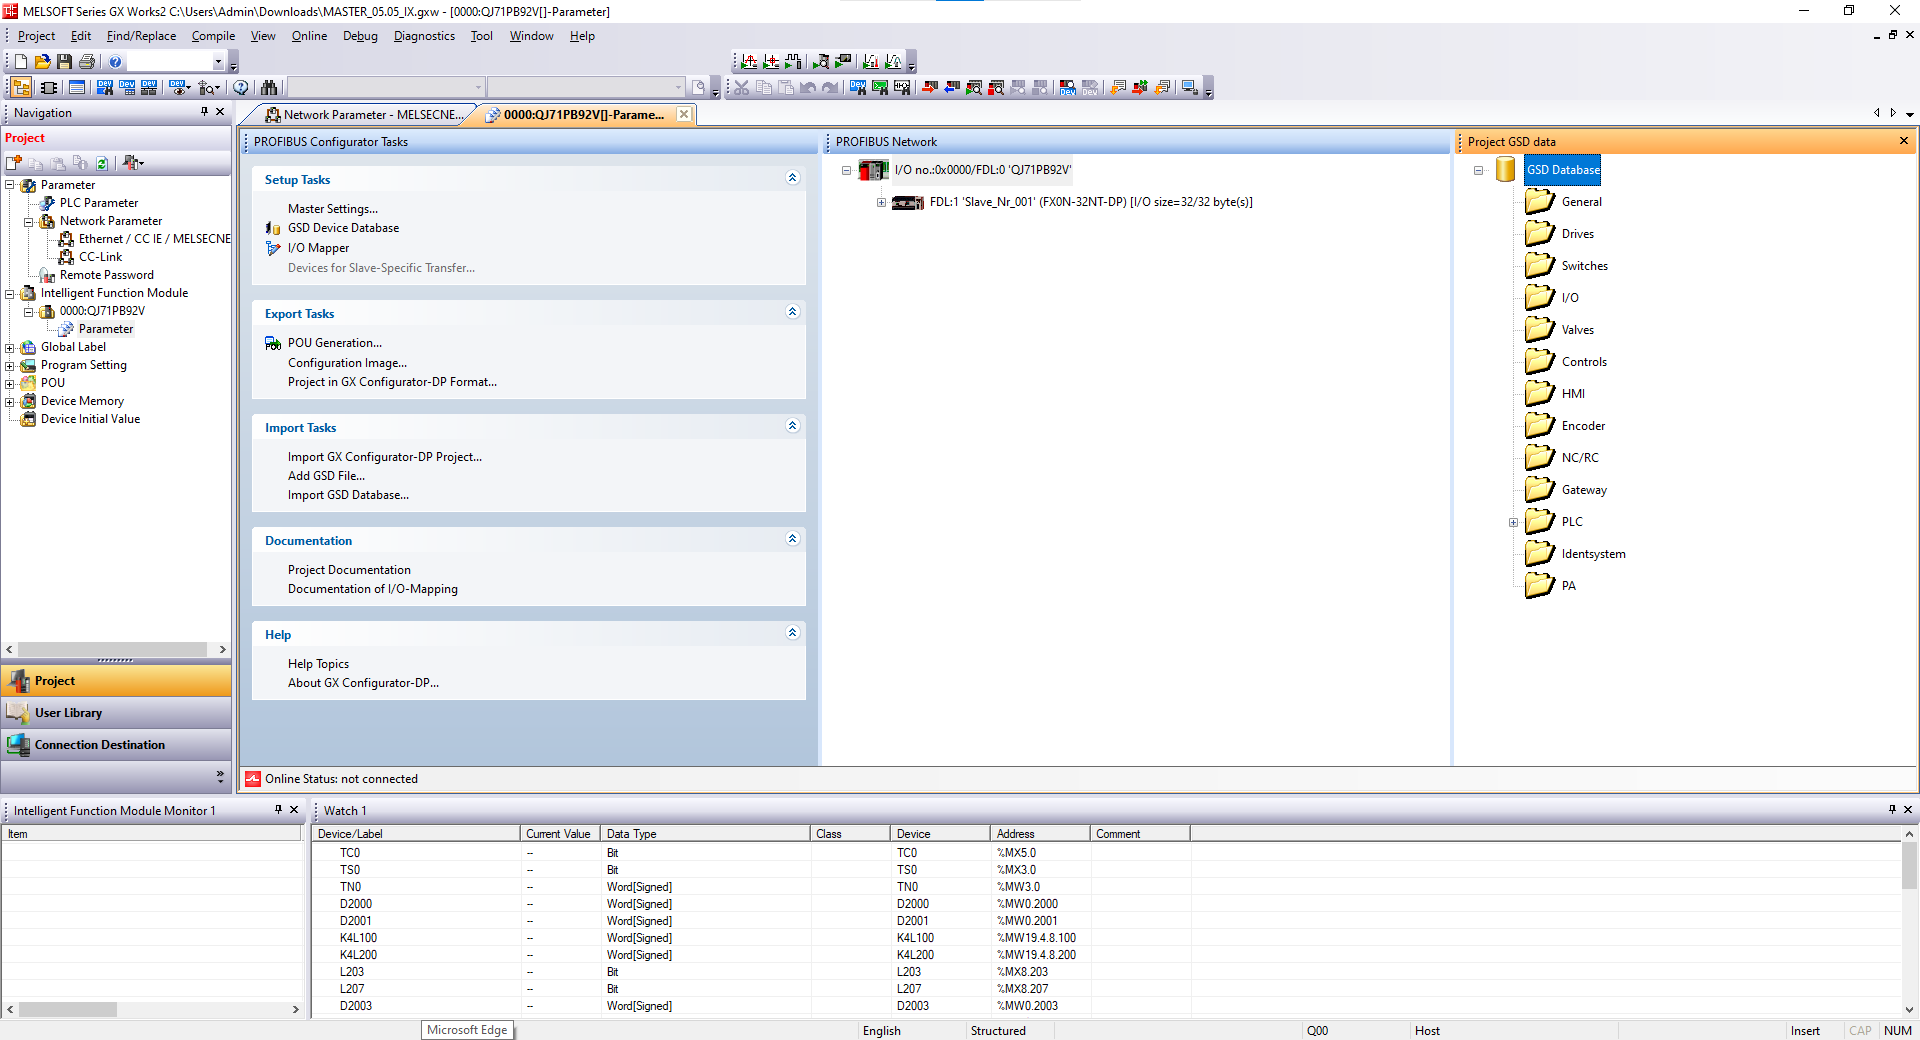 MELSOFT Series GX Works2 C:\Users\Admin\Downloads\MASTER_05.05_IX.gxw - [0000:QJ71PB92V[]-Parameter]
Project Edit Find/Replace Compile View Online Debug Diagnostics Tool Window Help
Navigation
Project
Parameter
PLC Parameter
Network Parameter
Ethernet / CC IE / MELSECNE
CC-Link
Remote Password
Intelligent Function Module
0000:QJ71PB92V
Parameter
Global Label
Program Setting
POU
Device Memory
Device Initial Value
Project
User Library
Connection Destination
Network Parameter - MELSECNE...
0000:QJ71PB92V[]-Parame...
PROFIBUS Configurator Tasks
Setup Tasks
Master Settings...
GSD Device Database
I/O Mapper
Devices for Slave-Specific Transfer...
Export Tasks
POU Generation...
Configuration Image...
Project in GX Configurator-DP Format...
Import Tasks
Import GX Configurator-DP Project...
Add GSD File...
Import GSD Database...
Documentation
Project Documentation
Documentation of I/O-Mapping
Help
Help Topics
About GX Configurator-DP...
PROFIBUS Network
I/O no.:0x0000/FDL:0 'QJ71PB92V'
FDL:1 'Slave_Nr_001' (FX0N-32NT-DP) [I/O size=32/32 byte(s)]
Project GSD data
GSD Database
General
Drives
Switches
I/O
Valves
Controls
HMI
Encoder
NC/RC
Gateway
PLC
Identsystem
PA
Online Status: not connected
Intelligent Function Module Monitor 1
Item
Watch 1
Device/Label Current Value Data Type Class Device Address Comment
TC0 -- Bit TC0 %MX5.0
TS0 -- Bit TS0 %MX3.0
TN0 -- Word[Signed] TN0 %MW3.0
D2000 -- Word[Signed] D2000 %MW0.2000
D2001 -- Word[Signed] D2001 %MW0.2001
K4L100 -- Word[Signed] K4L100 %MW19.4.8.100
K4L200 -- Word[Signed] K4L200 %MW19.4.8.200
L203 -- Bit L203 %MX8.203
L207 -- Bit L207 %MX8.207
D2003 -- Word[Signed] D2003 %MW0.2003
Microsoft Edge
English Structured Q00 Host Insert CAP NUM